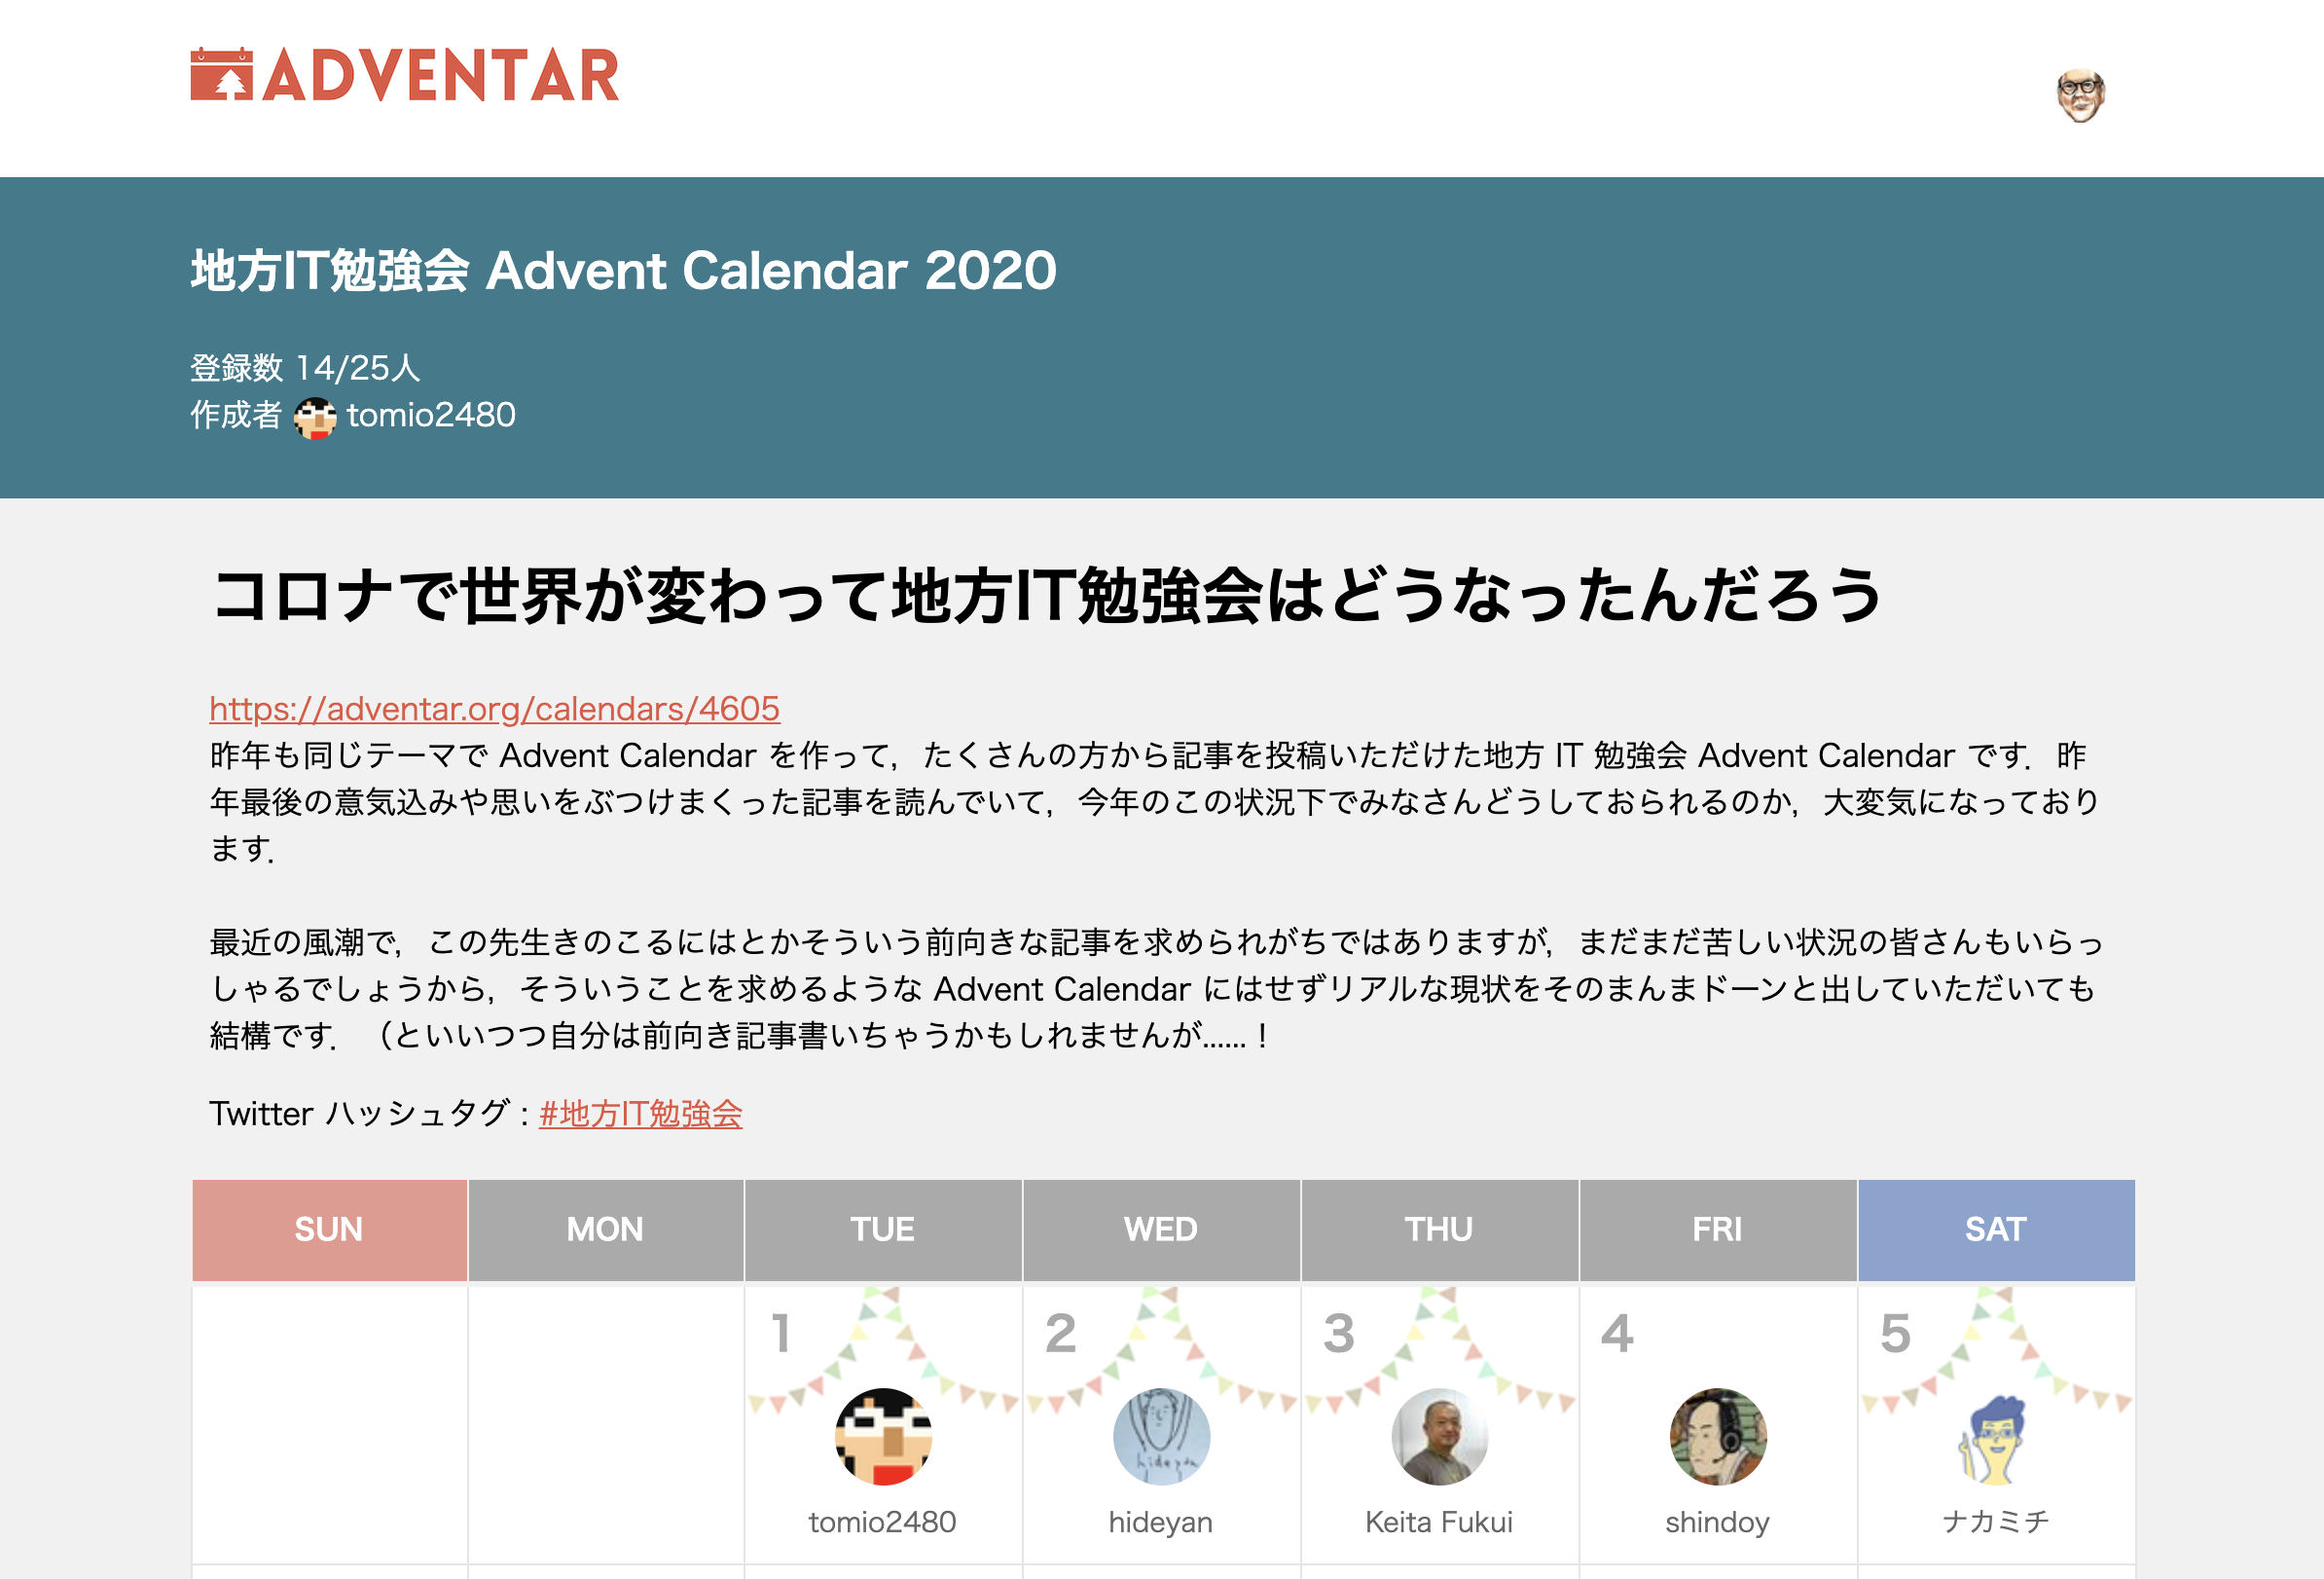 ADVENTAR
地方IT勉強会 Advent Calendar 2020
登録数 14/25人
作成者 tomio2480
コロナで世界が変わって地方IT勉強会はどうなったんだろう
https://adventar.org/calendars/4605
昨年も同じテーマで Advent Calendar を作って，たくさんの方から記事を投稿いただけた地方 IT 勉強会 Advent Calendar です．昨
年最後の意気込みや思いをぶつけまくった記事を読んでいて，今年のこの状況下でみなさんどうしておられるのか，大変気になっており
ます．
最近の風潮で，この先生きのこるにはとかそういう前向きな記事を求められがちではありますが，まだまだ苦しい状況の皆さんもいらっ
しゃるでしょうから，そういうことを求めるような Advent Calendar にはせずリアルな現状をそのまんまドーンと出していただいても
結構です．（といいつつ自分は前向き記事書いちゃうかもしれませんが......！
Twitter ハッシュタグ : #地方IT勉強会
SUN MON TUE WED THU FRI SAT
1 2 3 4 5
hideyan
tomio2480 hideyan Keita Fukui shindoy ナカミチ